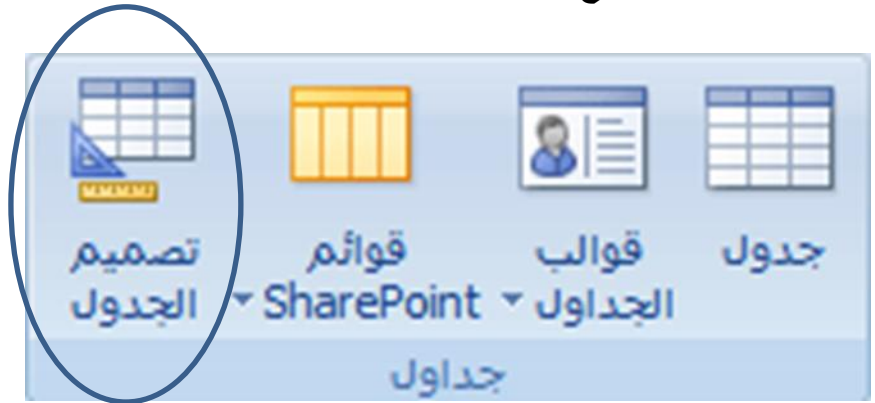 جدول
قوالب
الجداول
قوائم
SharePoint
تصميم
الجدول
جداول